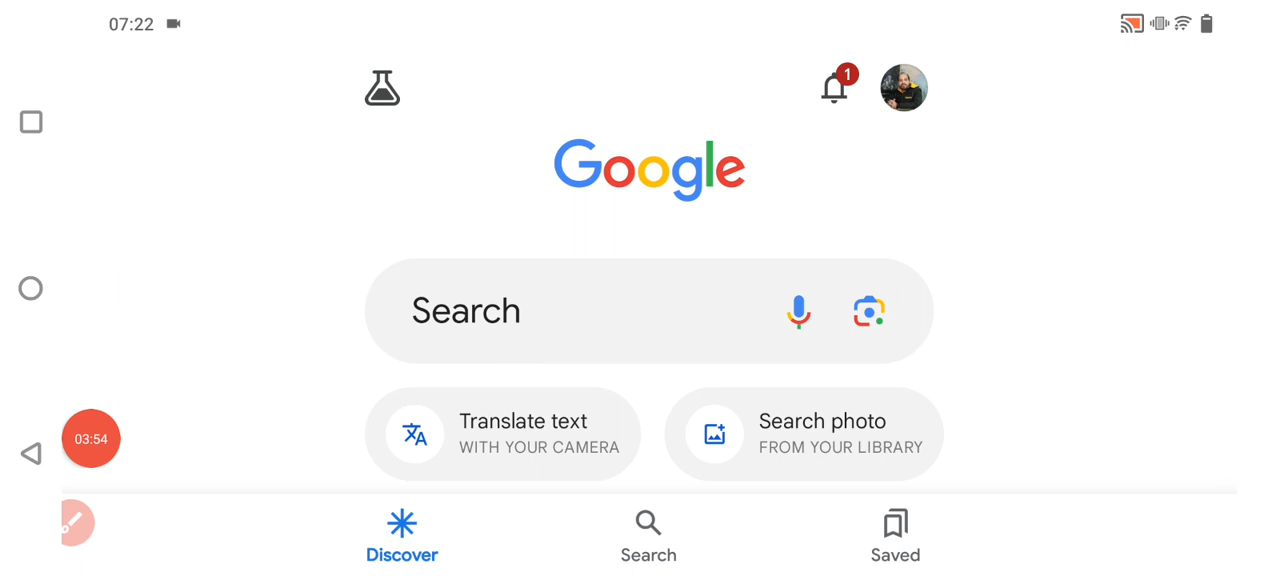 07:22
1
Google
Search
Translate text
WITH YOUR CAMERA
Search photo
FROM YOUR LIBRARY
03:54
Discover
Search
Saved